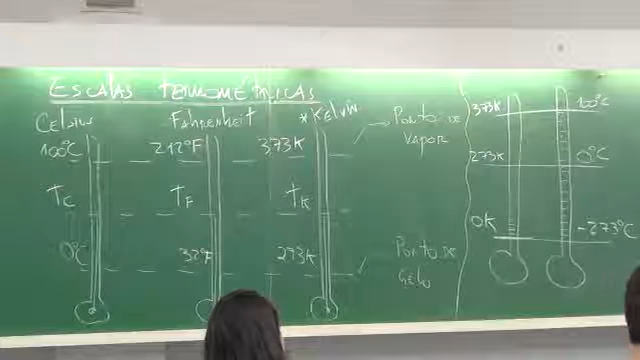 ESCALAS TERMOMÉTRICAS
Celsius Fahrenheit *KELVIN
100°C 212°F 373K PONTO DE
VAPOR
TC TF TK
0°C 32°F 273K PONTO DE
GELO
373K 100°C
273K 0°C
0K -273°C